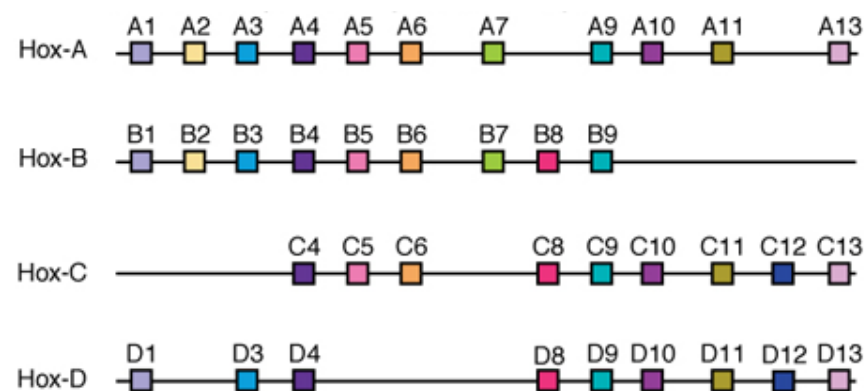 A1 A2 A3 A4 A5 A6 A7 A9 A10 A11 A13
Hox-A
B1 B2 B3 B4 B5 B6 B7 B8 B9
Hox-B
C4 C5 C6 C8 C9 C10 C11 C12 C13
Hox-C
D1 D3 D4 D8 D9 D10 D11 D12 D13
Hox-D